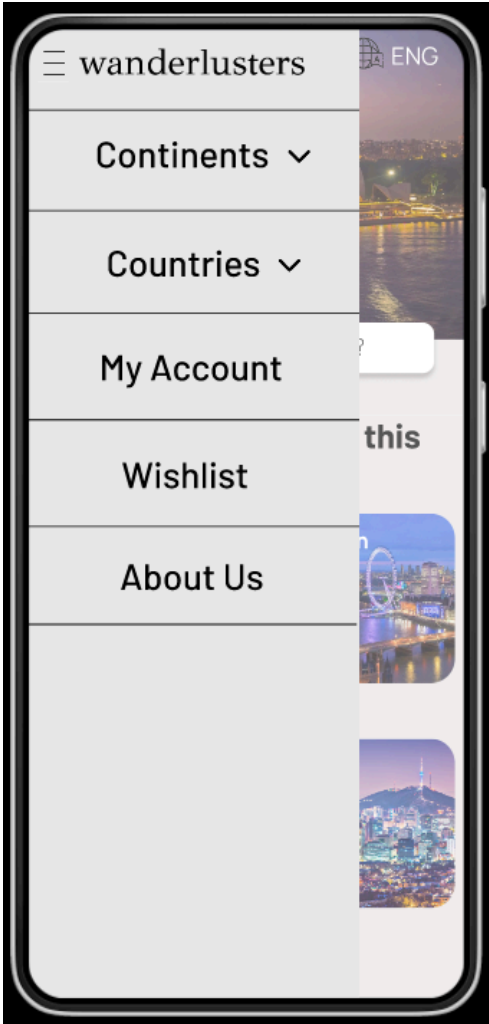 wanderlusters
ENG
Continents
Countries
My Account
Wishlist
About Us
?
this
n